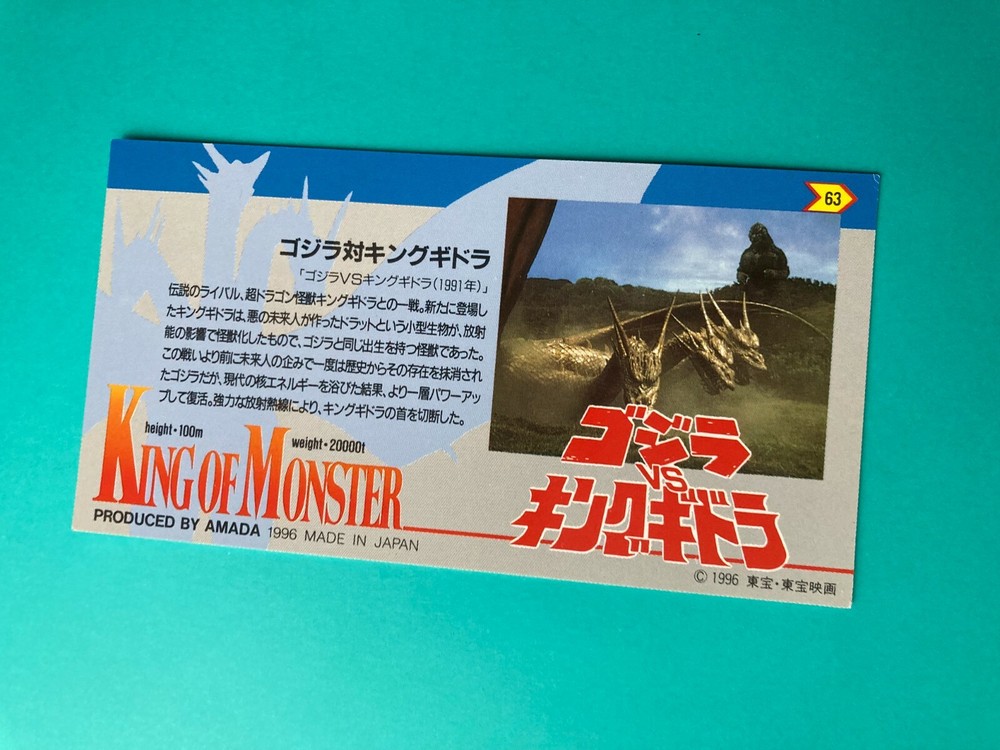 63
ゴジラ対キングギドラ
「ゴジラVSキングギドラ(1991年)」
伝説のライバル、超ドラゴン怪獣キングギドラとの一戦。新たに登場し
たキングギドラは、悪の未来人が作ったドラットという小型生物が、放射
能の影響で怪獣化したもので、ゴジラと同じ出生を持つ怪獣であった。
この戦いより前に未来人の企みで一度は歴史からその存在を抹消され
たゴジラだが、現代の核エネルギーを浴びた結果、より一層パワーアッ
プして復活。強力な放射熱線により、キングギドラの首を切断した。
height・100m
weight・20000t
KING OF MONSTER
PRODUCED BY AMADA 1996 MADE IN JAPAN
ゴジラ
VS
キングギドラ
© 1996 東宝・東宝映画